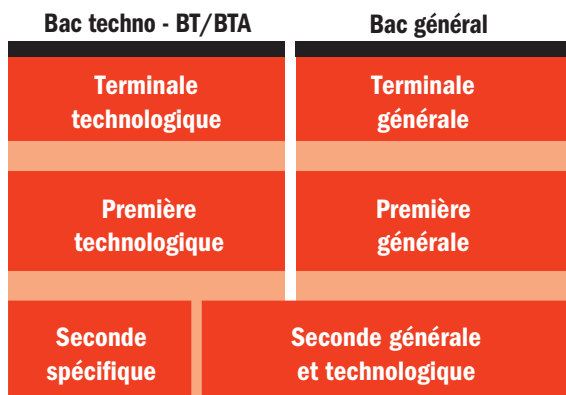 Bac techno - BT/BTA
Bac général
Terminale
technologique
Terminale
générale
Première
technologique
Première
générale
Seconde
spécifique
Seconde générale
et technologique